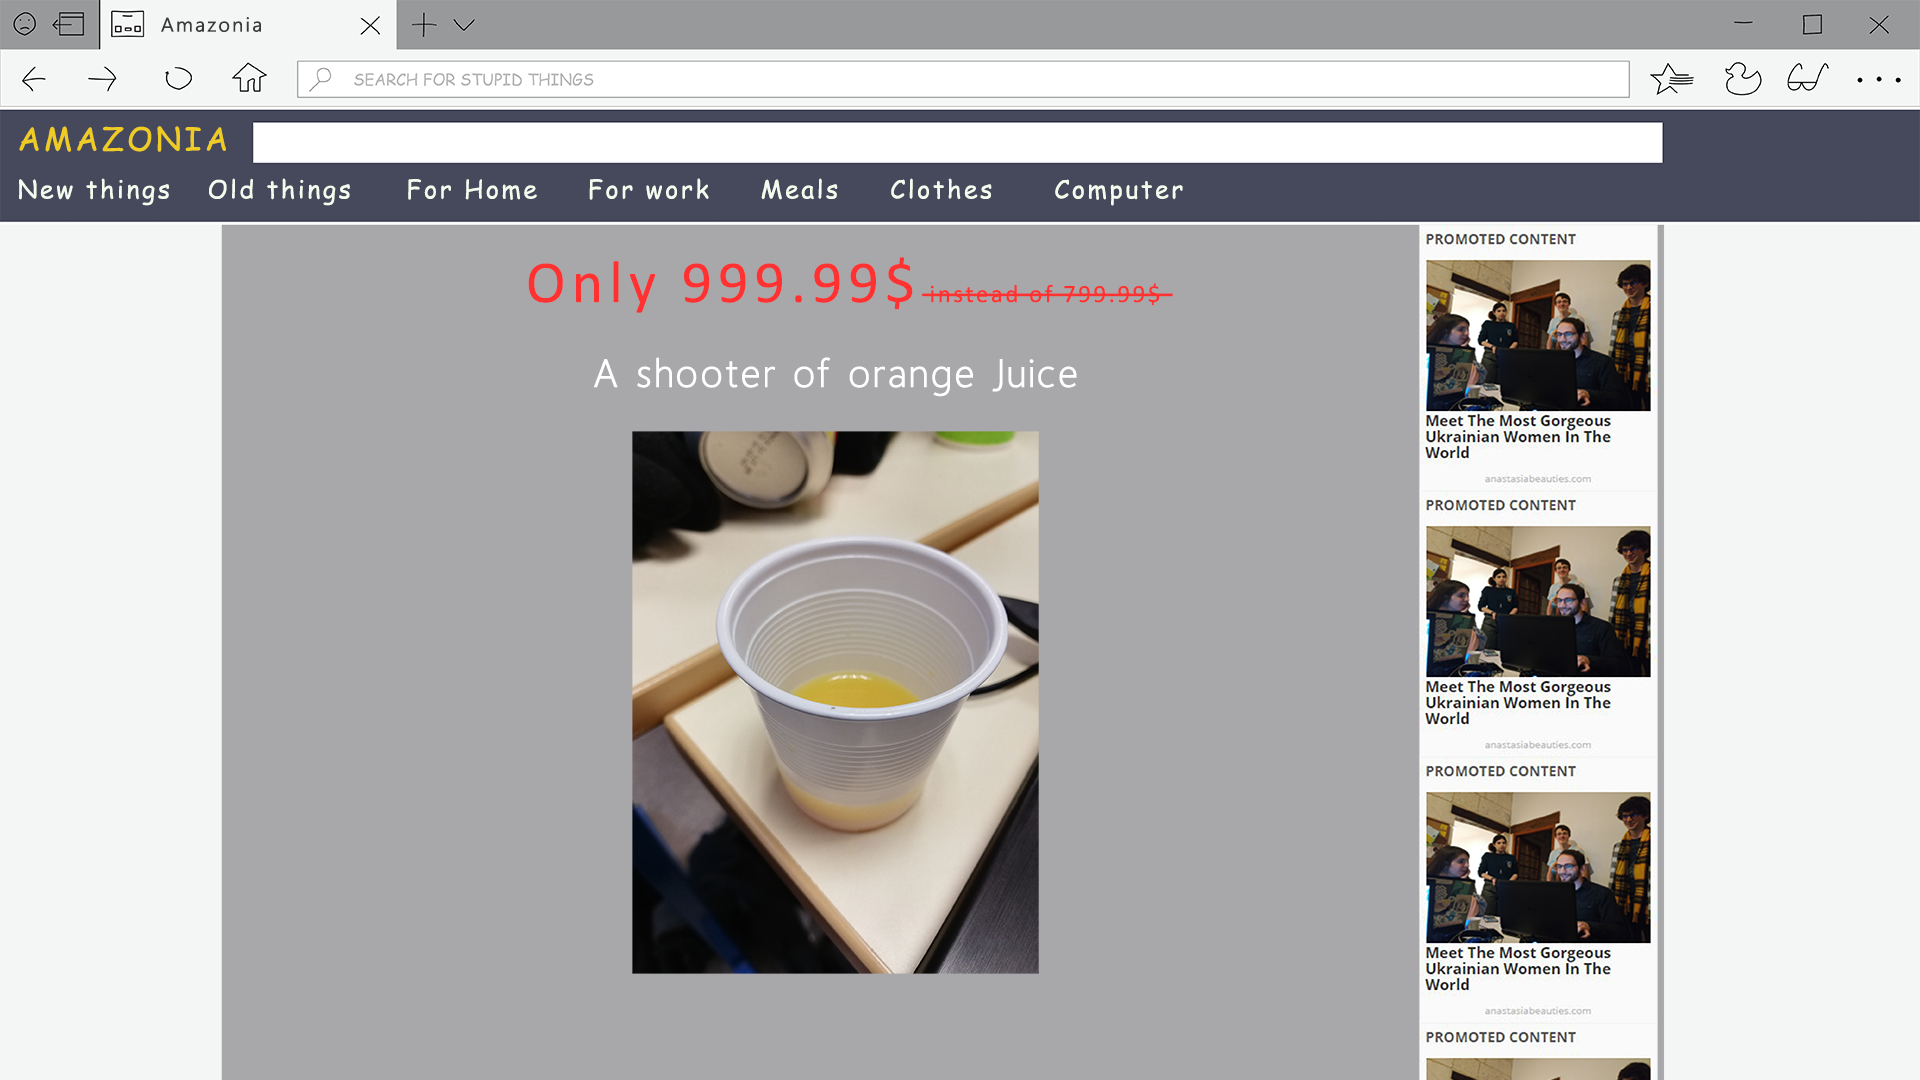 Amazonia
SEARCH FOR STUPID THINGS
AMAZONIA
New things Old things For Home For work Meals Clothes Computer
Only 999.99$ instead of 799.99$
A shooter of orange Juice
PROMOTED CONTENT
Meet The Most Gorgeous
Ukrainian Women In The
World
anastasiabeauties.com
PROMOTED CONTENT
Meet The Most Gorgeous
Ukrainian Women In The
World
anastasiabeauties.com
PROMOTED CONTENT
Meet The Most Gorgeous
Ukrainian Women In The
World
anastasiabeauties.com
PROMOTED CONTENT